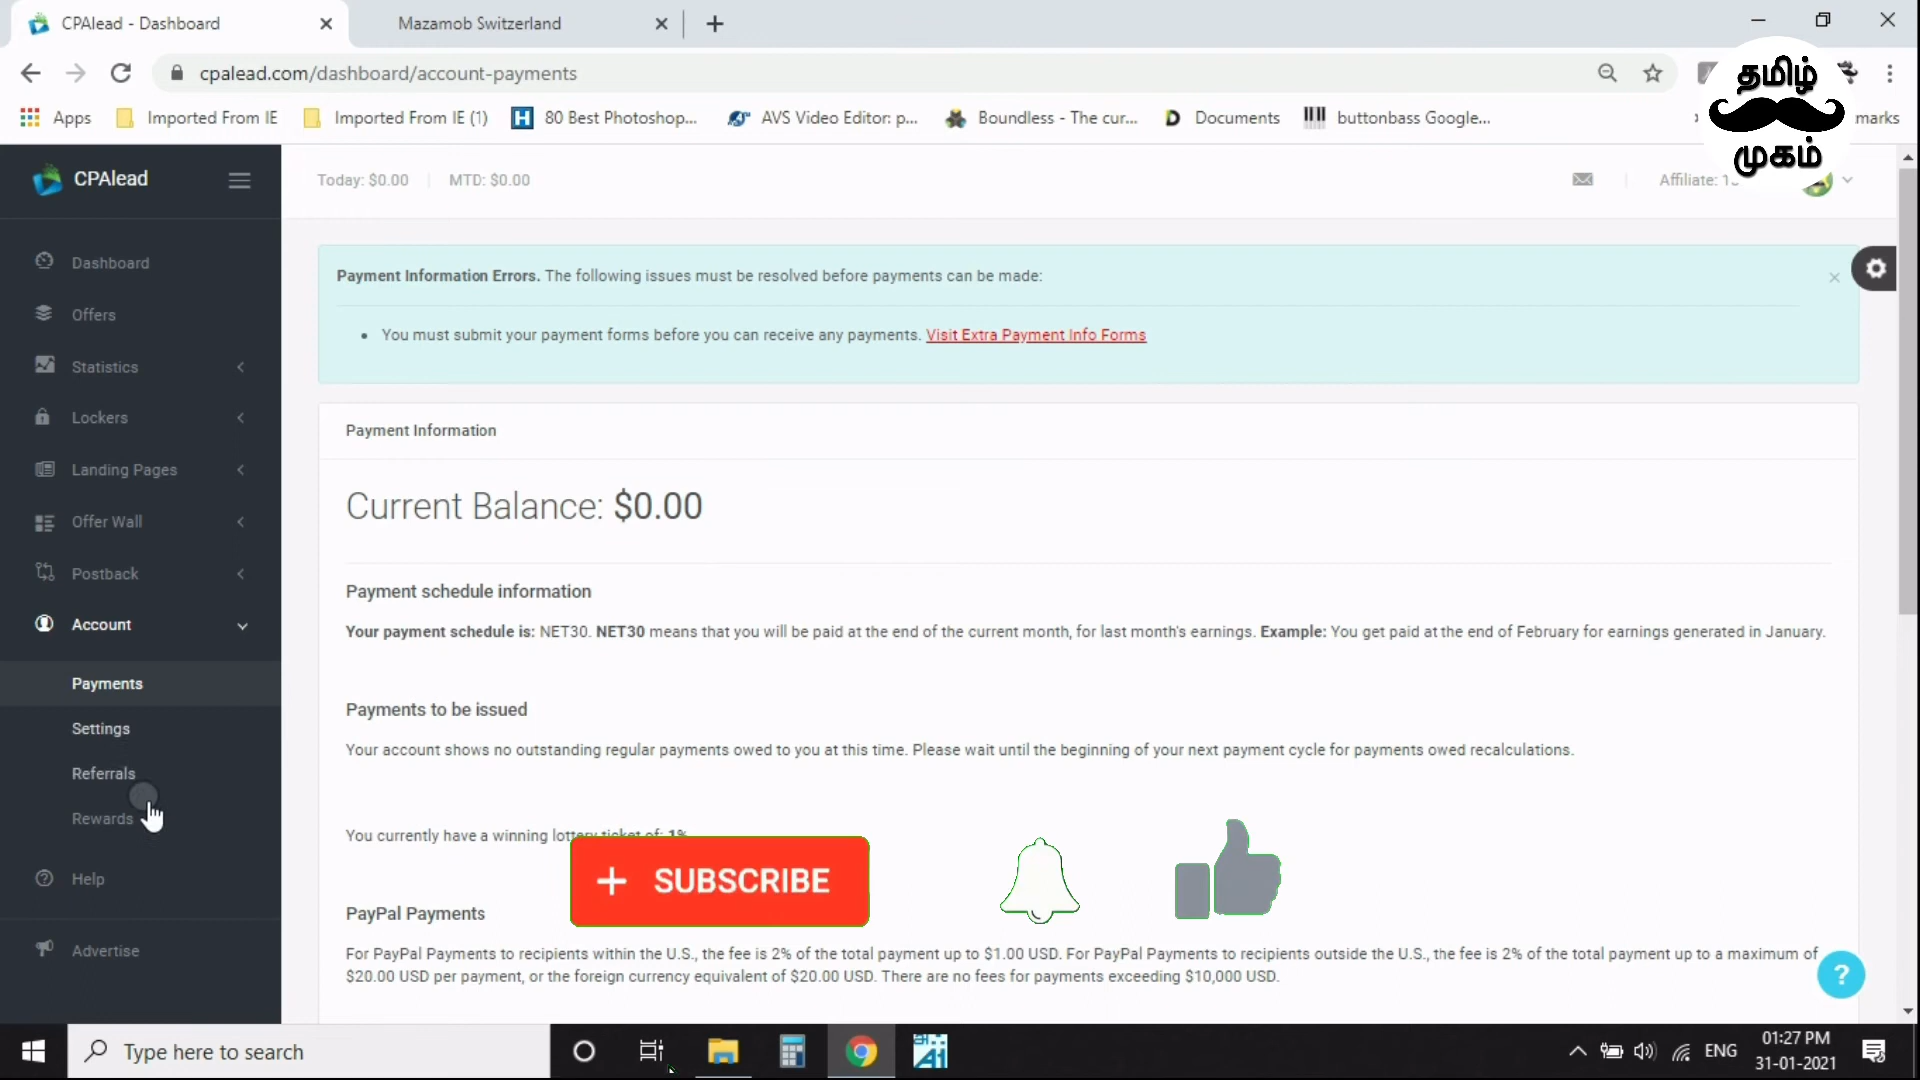 CPAlead - Dashboard
Mazamob Switzerland
cpalead.com/dashboard/account-payments
தமிழ்
முகம்
Apps
Imported From IE
Imported From IE (1)
80 Best Photoshop...
AVS Video Editor: p...
Boundless - The cur...
Documents
buttonbass Google...
marks
CPAlead
Today: $0.00
MTD: $0.00
Affiliate:
Dashboard
Offers
Statistics
Lockers
Landing Pages
Offer Wall
Postback
Account
Payments
Settings
Referrals
Rewards
Help
Advertise
Payment Information Errors. The following issues must be resolved before payments can be made:
You must submit your payment forms before you can receive any payments. Visit Extra Payment Info Forms
Payment Information
Current Balance: $0.00
Payment schedule information
Your payment schedule is: NET30. NET30 means that you will be paid at the end of the current month, for last month's earnings. Example: You get paid at the end of February for earnings generated in January.
Payments to be issued
Your account shows no outstanding regular payments owed to you at this time. Please wait until the beginning of your next payment cycle for payments owed recalculations.
You currently have a winning lottery ticket of: 1%
+ SUBSCRIBE
PayPal Payments
For PayPal Payments to recipients within the U.S., the fee is 2% of the total payment up to $1.00 USD. For PayPal Payments to recipients outside the U.S., the fee is 2% of the total payment up to a maximum of
$20.00 USD per payment, or the foreign currency equivalent of $20.00 USD. There are no fees for payments exceeding $10,000 USD.
?
Type here to search
ENG
01:27 PM
31-01-2021